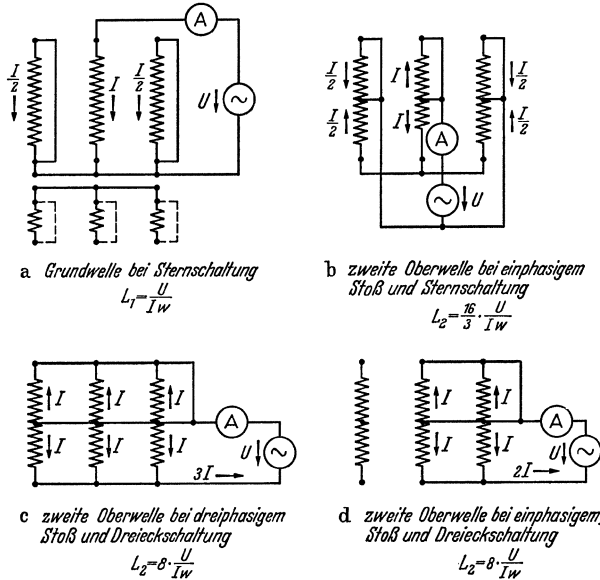 A
I/2
I
I/2
U
a Grundwelle bei Sternschaltung
L₁ = U/Iw
I/2
I
I/2
I/2
I
I/2
A
U
b zweite Oberwelle bei einphasigem
Stoß und Sternschaltung
L₂ = 16/3 · U/Iw
I
I
I
A
I
I
I
U
3I
c zweite Oberwelle bei dreiphasigem
Stoß und Dreieckschaltung
L₂ = 8 · U/Iw
I
I
A
I
I
U
2I
d zweite Oberwelle bei einphasigem
Stoß und Dreieckschaltung
L₂ = 8 · U/Iw